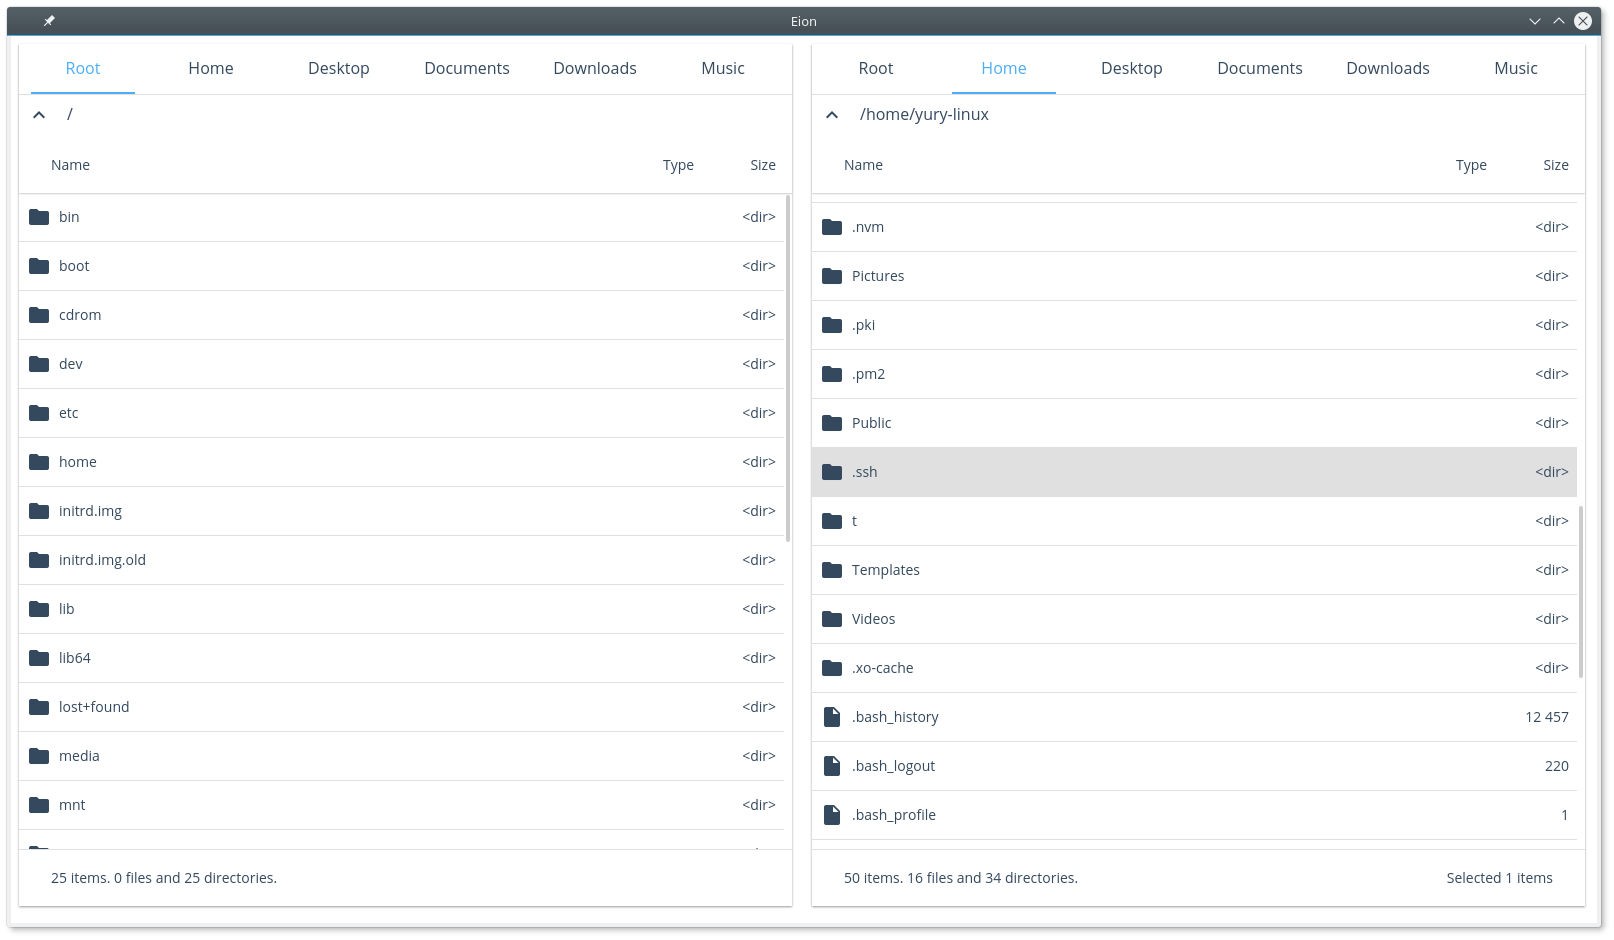 Eion
Root Home Desktop Documents Downloads Music
/
Name Type Size
bin <dir>
boot <dir>
cdrom <dir>
dev <dir>
etc <dir>
home <dir>
initrd.img <dir>
initrd.img.old <dir>
lib <dir>
lib64 <dir>
lost+found <dir>
media <dir>
mnt <dir>
25 items. 0 files and 25 directories.
Root Home Desktop Documents Downloads Music
/home/yury-linux
Name Type Size
.nvm <dir>
Pictures <dir>
.pki <dir>
.pm2 <dir>
Public <dir>
.ssh <dir>
t <dir>
Templates <dir>
Videos <dir>
.xo-cache <dir>
.bash_history 12 457
.bash_logout 220
.bash_profile 1
50 items. 16 files and 34 directories. Selected 1 items